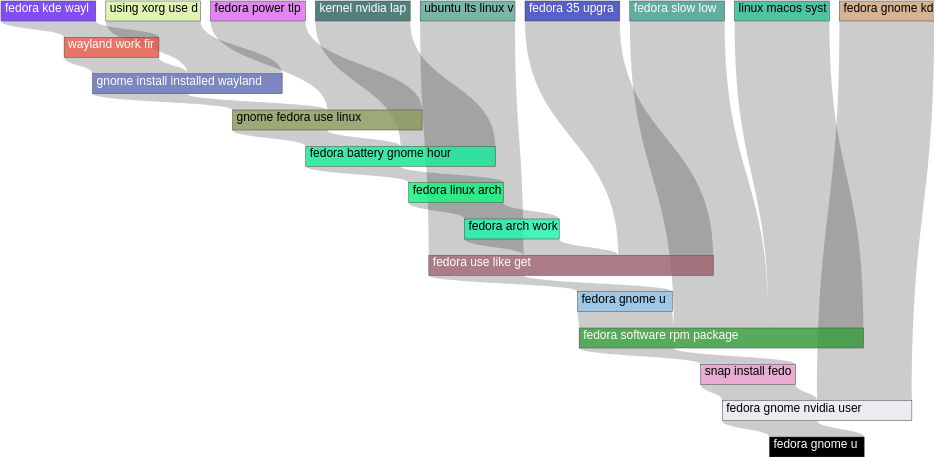 fedora kde wayl
using xorg use d
fedora power tlp
kernel nvidia lap
ubuntu lts linux v
fedora 35 upgra
fedora slow low
linux macos syst
fedora gnome kd
wayland work fir
gnome install installed wayland
gnome fedora use linux
fedora battery gnome hour
fedora linux arch
fedora arch work
fedora use like get
fedora gnome u
fedora software rpm package
snap install fedo
fedora gnome nvidia user
fedora gnome u